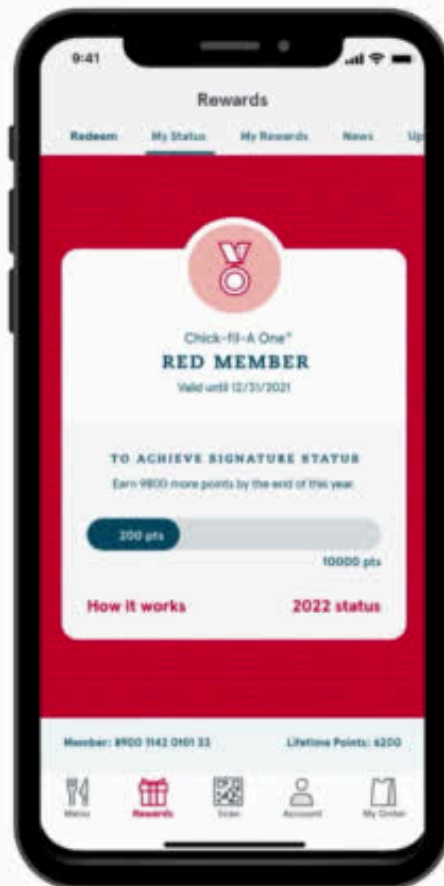 9:41
Rewards
Redeem My Status My Rewards News Up
Chick-fil-A One®
RED MEMBER
Valid until 12/31/2021
TO ACHIEVE SIGNATURE STATUS
Earn 9800 more points by the end of this year.
200 pts
10000 pts
How it works 2022 status
Member: 8900 1142 0101 33 Lifetime Points: 6200
Menu Rewards Scan Account My Order